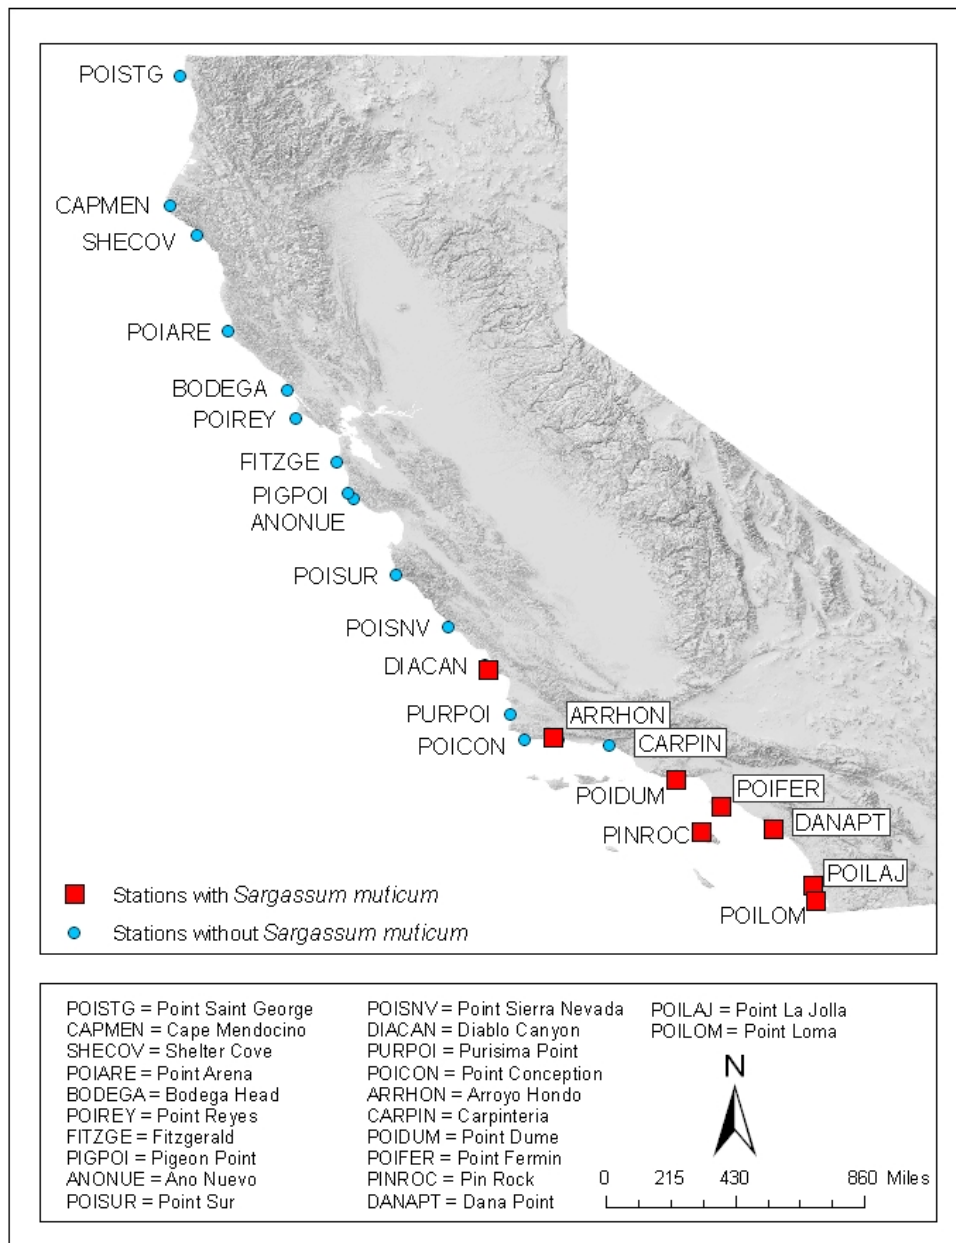 POISTG
CAPMEN
SHECOV
POIARE
BODEGA
POIREY
FITZGE
PIGPOI
ANONUE
POISUR
POISNV
DIACAN
PURPOI
ARRHON
POICON
CARPIN
POIDUM
POIFER
PINROC
DANAPT
POILAJ
POILOM
Stations with Sargassum muticum
Stations without Sargassum muticum
POISTG = Point Saint George
CAPMEN = Cape Mendocino
SHECOV = Shelter Cove
POIARE = Point Arena
BODEGA = Bodega Head
POIREY = Point Reyes
FITZGE = Fitzgerald
PIGPOI = Pigeon Point
ANONUE = Ano Nuevo
POISUR = Point Sur
POISNV = Point Sierra Nevada
DIACAN = Diablo Canyon
PURPOI = Purisima Point
POICON = Point Conception
ARRHON = Arroyo Hondo
CARPIN = Carpinteria
POIDUM = Point Dume
POIFER = Point Fermin
PINROC = Pin Rock
DANAPT = Dana Point
POILAJ = Point La Jolla
POILOM = Point Loma
N
0 215 430 860 Miles